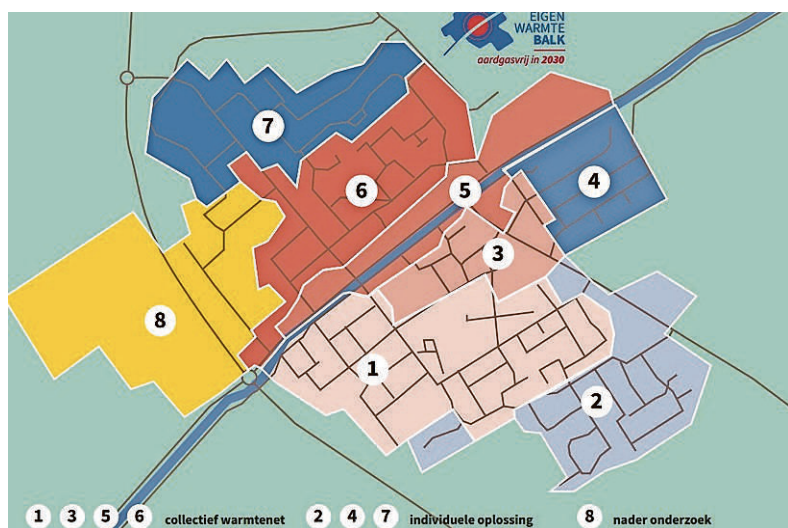 EIGEN
WARMTE
BALK
aardgasvrij in 2030
7
6
5
4
3
8
1
2
1 3 5 6 collectief warmtenet 2 4 7 individuele oplossing 8 nader onderzoek